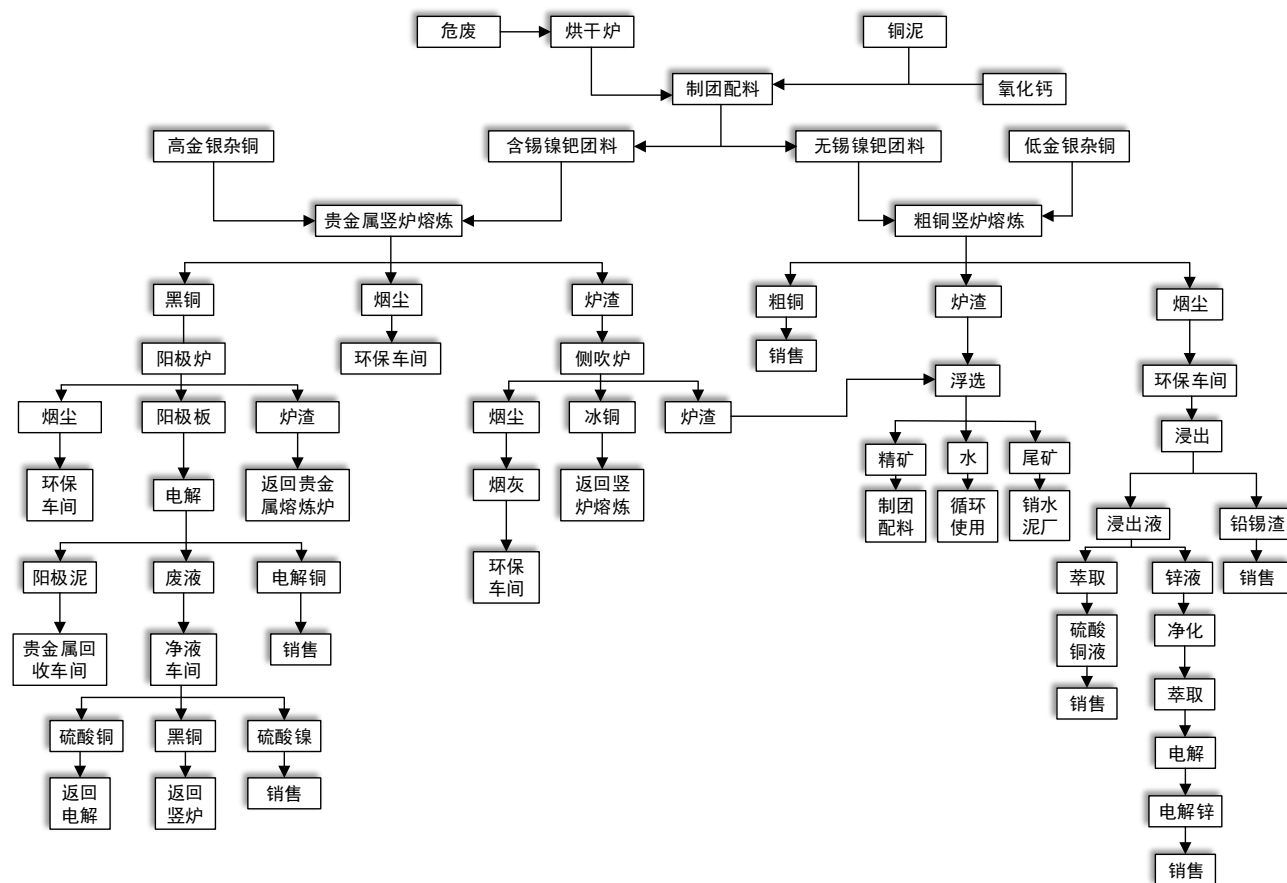 危废
烘干炉
铜泥
制团配料
氧化钙
高金银杂铜
含锡镍钯团料
无锡镍钯团料
低金银杂铜
贵金属竖炉熔炼
粗铜竖炉熔炼
黑铜
烟尘
炉渣
粗铜
炉渣
烟尘
阳极炉
环保车间
侧吹炉
销售
浮选
环保车间
烟尘
阳极板
炉渣
烟尘
冰铜
炉渣
浸出
环保
车间
电解
返回贵金
属熔炼炉
烟灰
返回竖
炉熔炼
精矿
水
尾矿
制团
配料
循环
使用
销水
泥厂
浸出液
铅锡渣
阳极泥
废液
电解铜
环保
车间
萃取
锌液
销售
贵金属回
收车间
净液
车间
销售
硫酸
铜液
净化
销售
萃取
硫酸铜
黑铜
硫酸镍
电解
返回
电解
返回
竖炉
销售
电解锌
销售